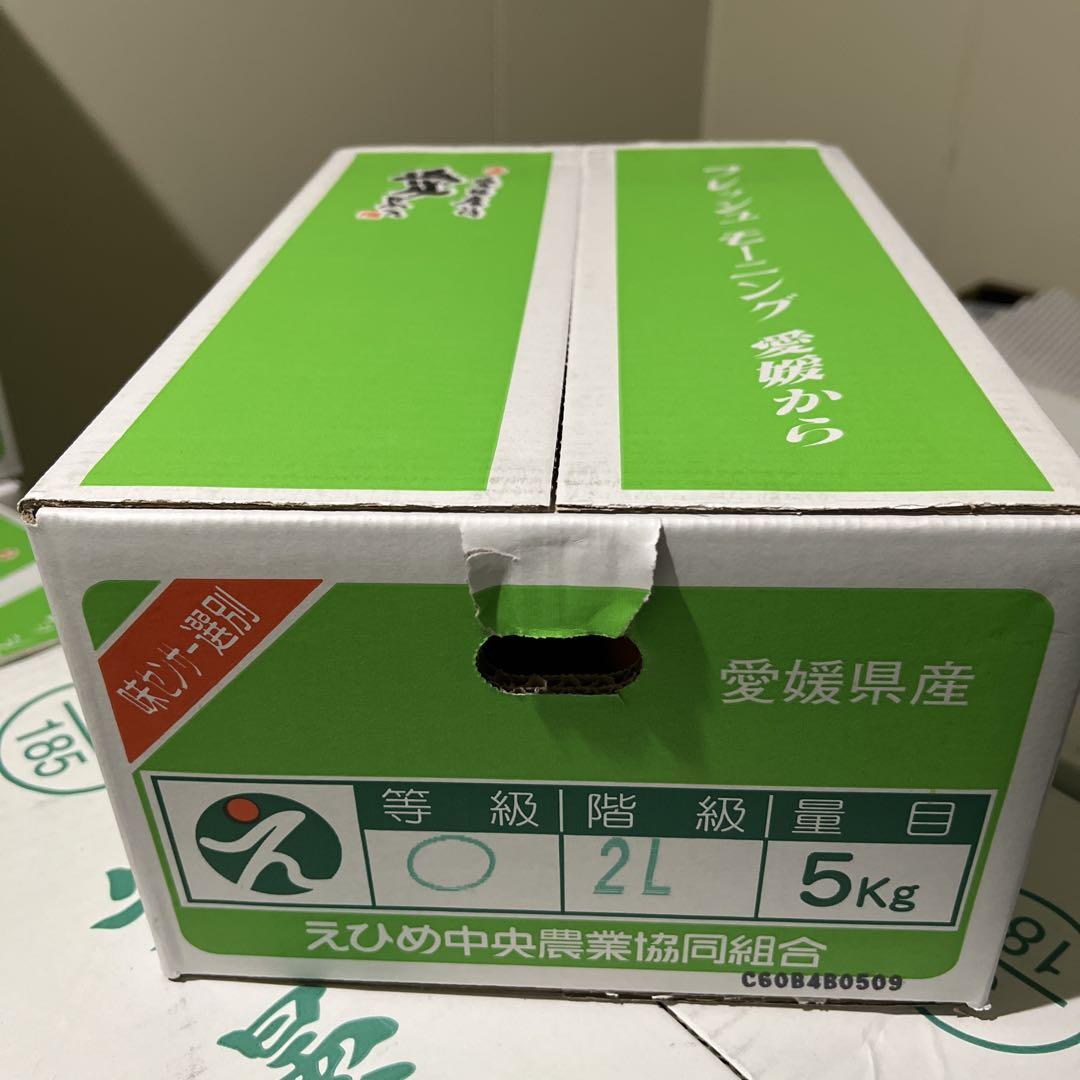 フレッシュモーニング 愛媛から
味センサー選別
愛媛県産
等級 階級 量目
○ 2L 5Kg
えひめ中央農業協同組合
C60B4B0509
185